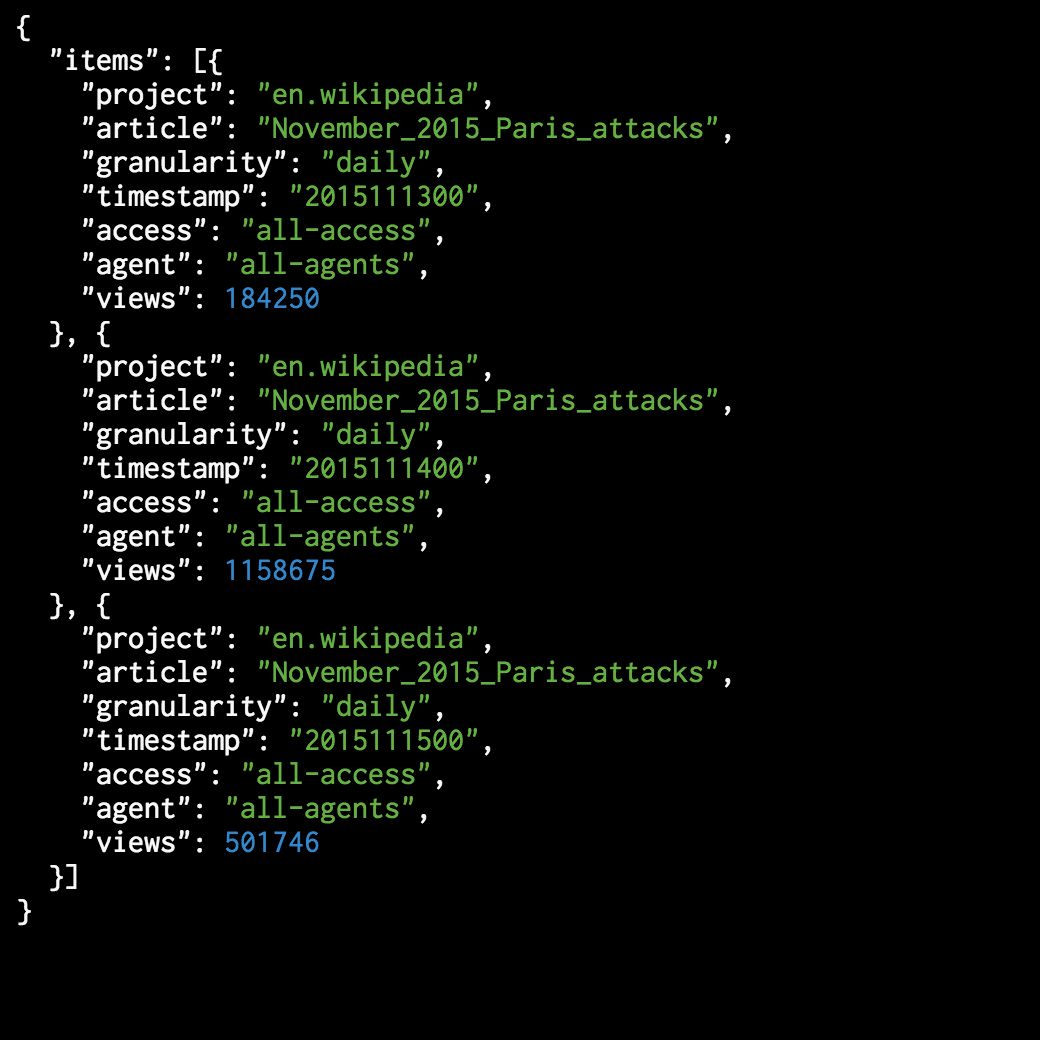 {
  "items": [{
    "project": "en.wikipedia",
    "article": "November_2015_Paris_attacks",
    "granularity": "daily",
    "timestamp": "2015111300",
    "access": "all-access",
    "agent": "all-agents",
    "views": 184250
  }, {
    "project": "en.wikipedia",
    "article": "November_2015_Paris_attacks",
    "granularity": "daily",
    "timestamp": "2015111400",
    "access": "all-access",
    "agent": "all-agents",
    "views": 1158675
  }, {
    "project": "en.wikipedia",
    "article": "November_2015_Paris_attacks",
    "granularity": "daily",
    "timestamp": "2015111500",
    "access": "all-access",
    "agent": "all-agents",
    "views": 501746
  }]
}